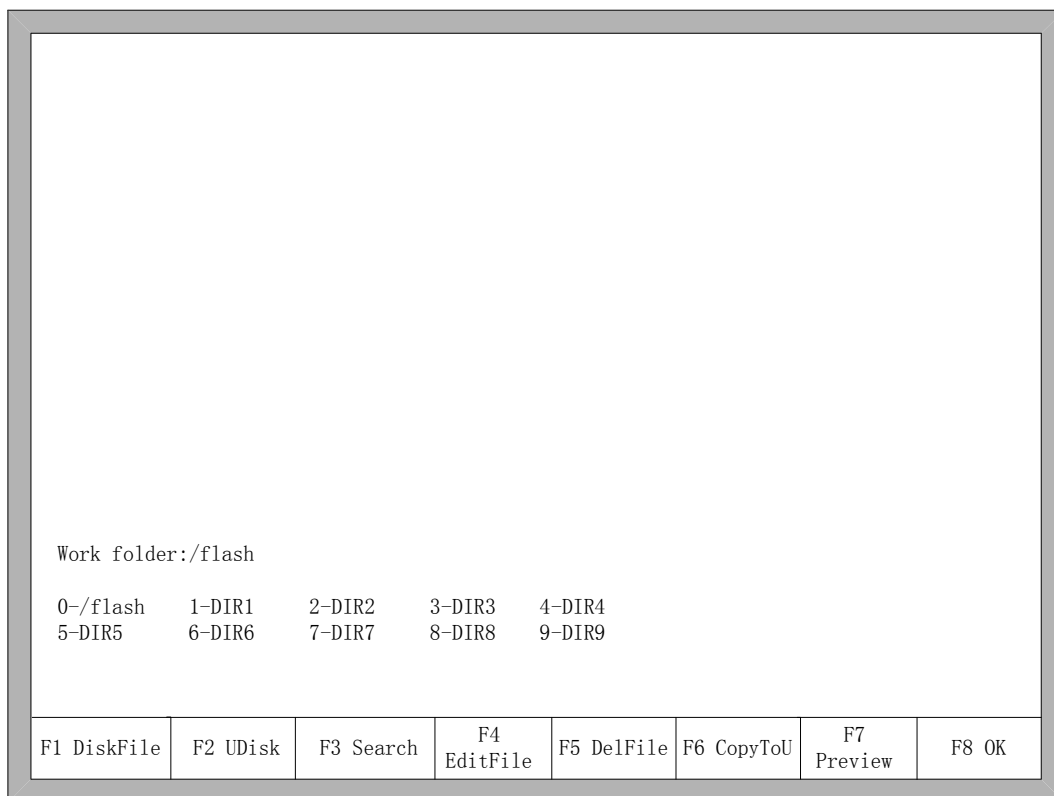 Work folder:/flash
0-/flash 1-DIR1 2-DIR2 3-DIR3 4-DIR4
5-DIR5 6-DIR6 7-DIR7 8-DIR8 9-DIR9
F1 DiskFile F2 UDisk F3 Search F4 EditFile F5 DelFile F6 CopyToU F7 Preview F8 OK